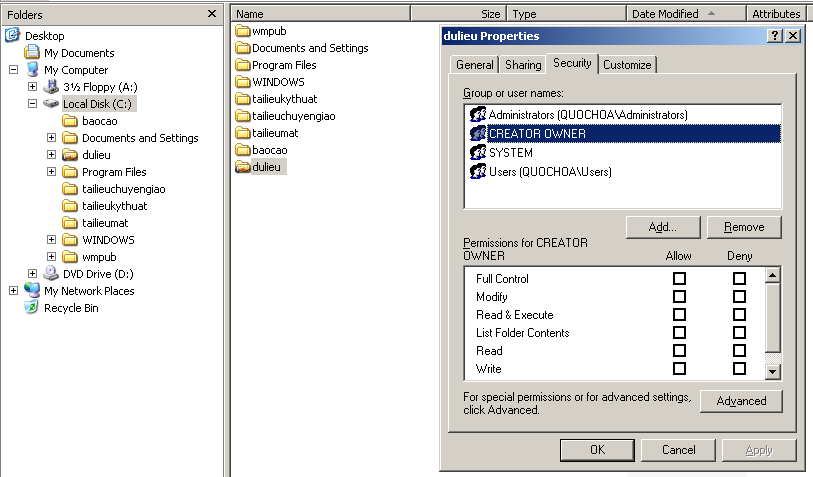 Folders
Desktop
My Documents
My Computer
3½ Floppy (A:)
Local Disk (C:)
baocao
Documents and Settings
dulieu
Program Files
tailieuchuyengiao
tailieukythuat
tailieumat
WINDOWS
wmpub
DVD Drive (D:)
My Network Places
Recycle Bin
Name Size Type Date Modified Attributes
wmpub
Documents and Settings
Program Files
WINDOWS
tailieukythuat
tailieuchuyengiao
tailieumat
baocao
dulieu
dulieu Properties
General Sharing Security Customize
Group or user names:
Administrators (QUOCHOA\Administrators)
CREATOR OWNER
SYSTEM
Users (QUOCHOA\Users)
Add... Remove
Permissions for CREATOR
OWNER Allow Deny
Full Control
Modify
Read & Execute
List Folder Contents
Read
Write
For special permissions or for advanced settings,
click Advanced.
Advanced
OK Cancel Apply